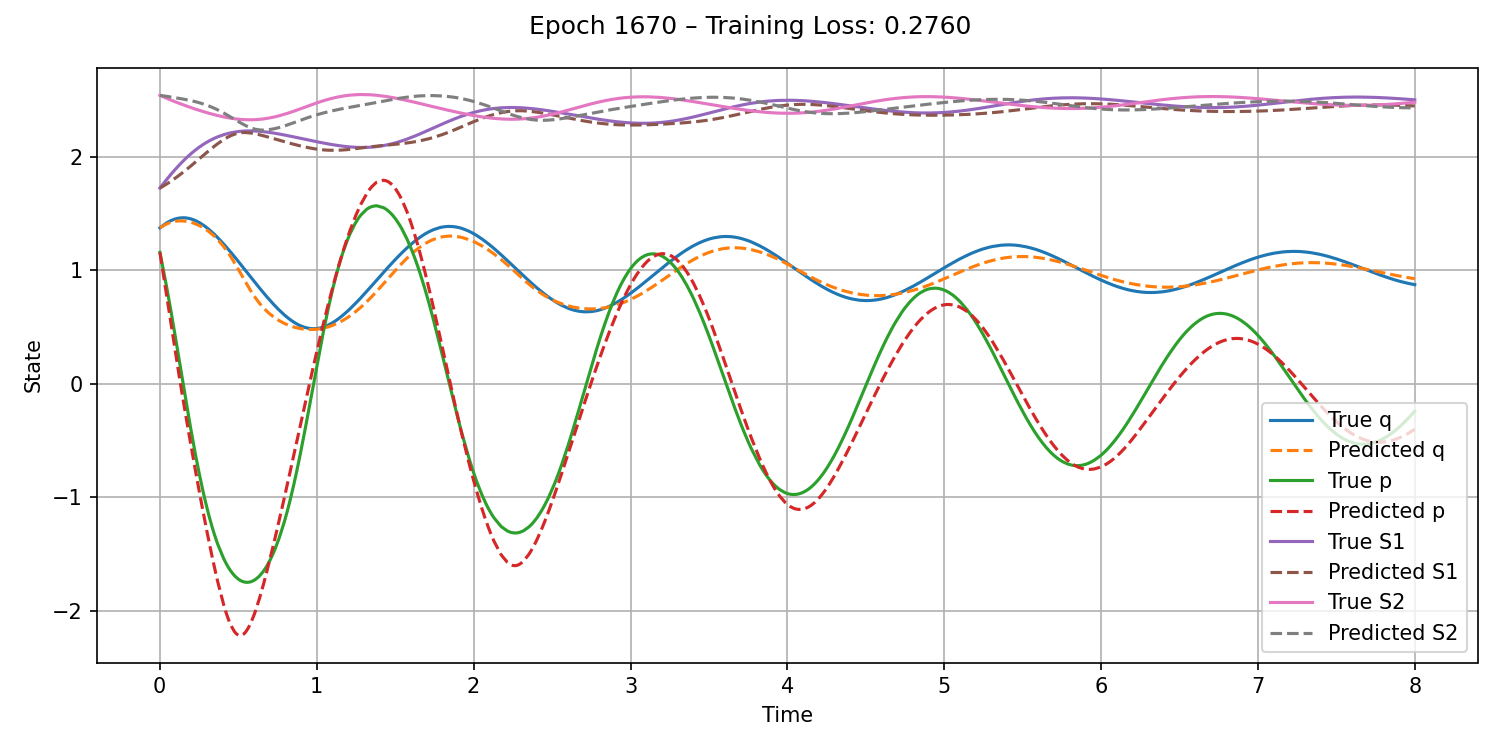 Epoch 1670 – Training Loss: 0.2760
State
2
1
0
−1
−2
0 1 2 3 4 5 6 7 8
Time
True q
Predicted q
True p
Predicted p
True S1
Predicted S1
True S2
Predicted S2